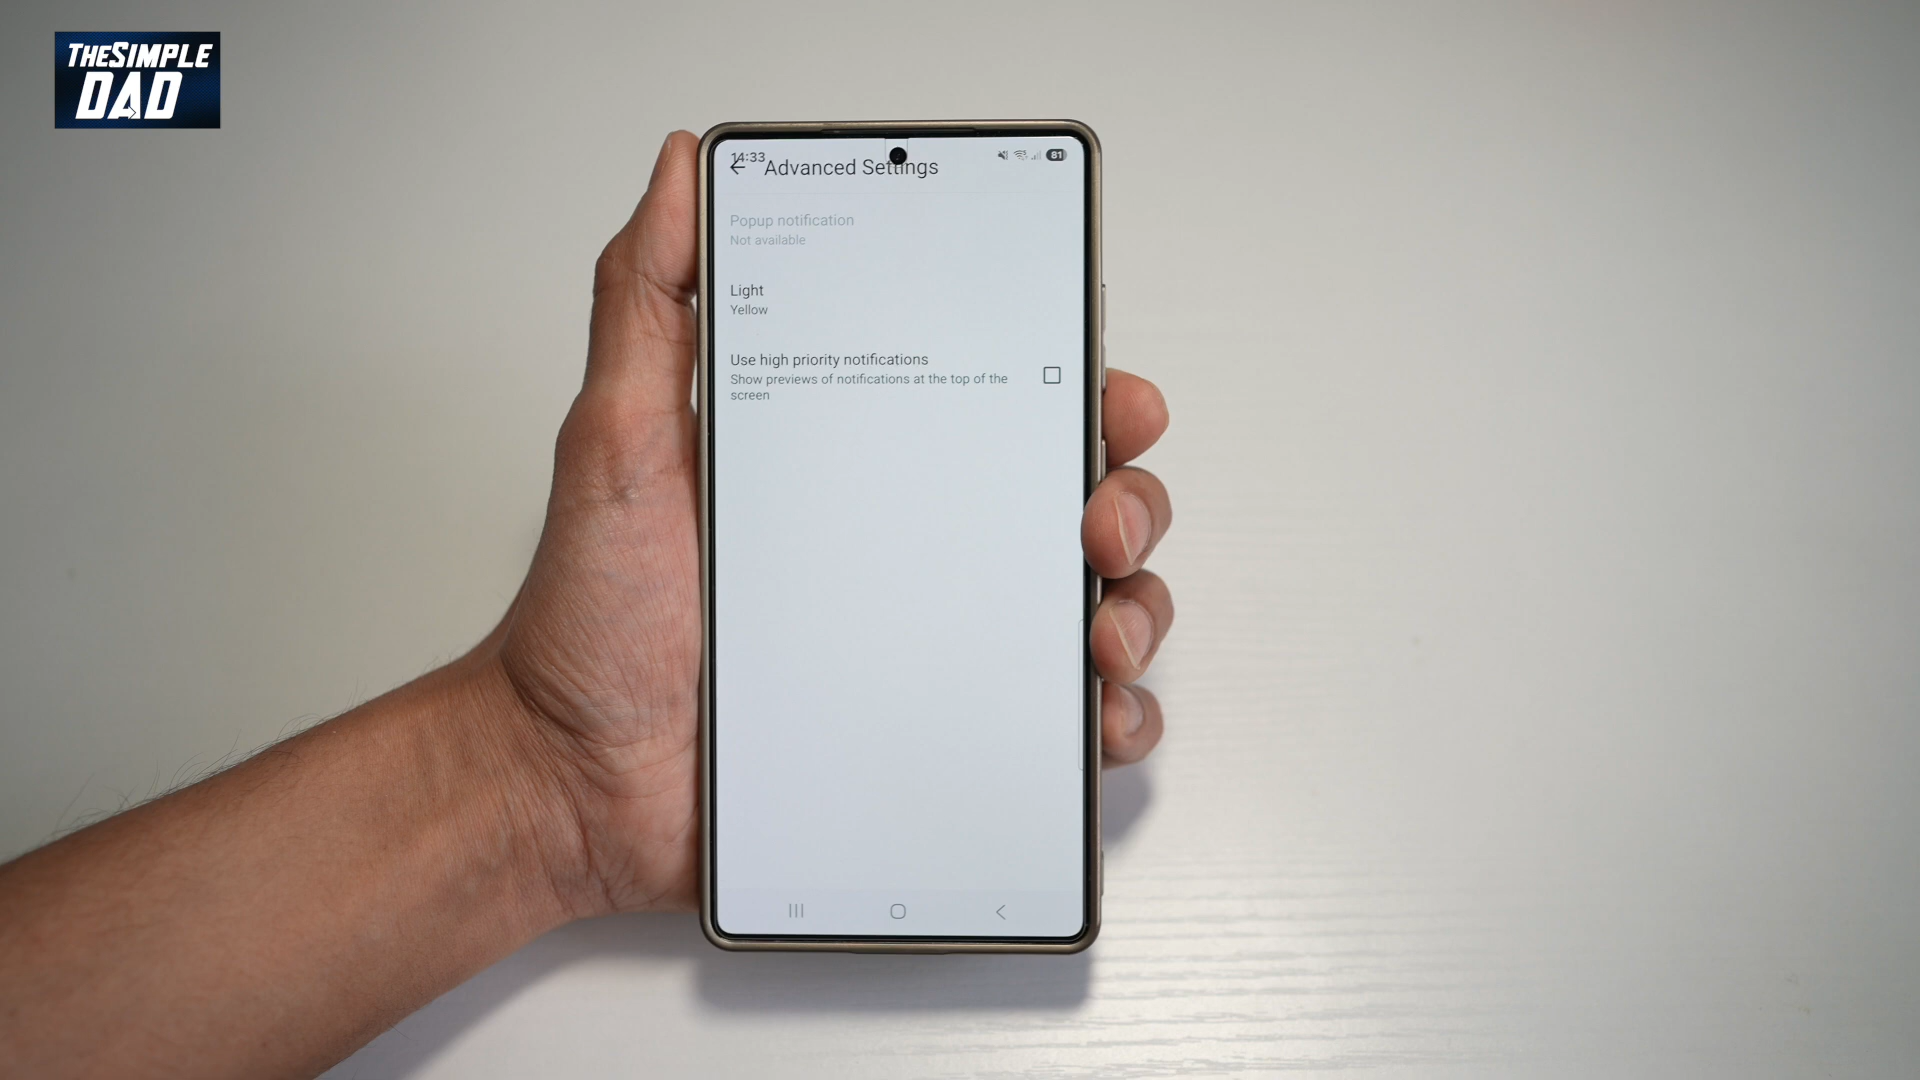 THESIMPLE
DAD
14:33
81
Advanced Settings
Popup notification
Not available
Light
Yellow
Use high priority notifications
Show previews of notifications at the top of the
screen